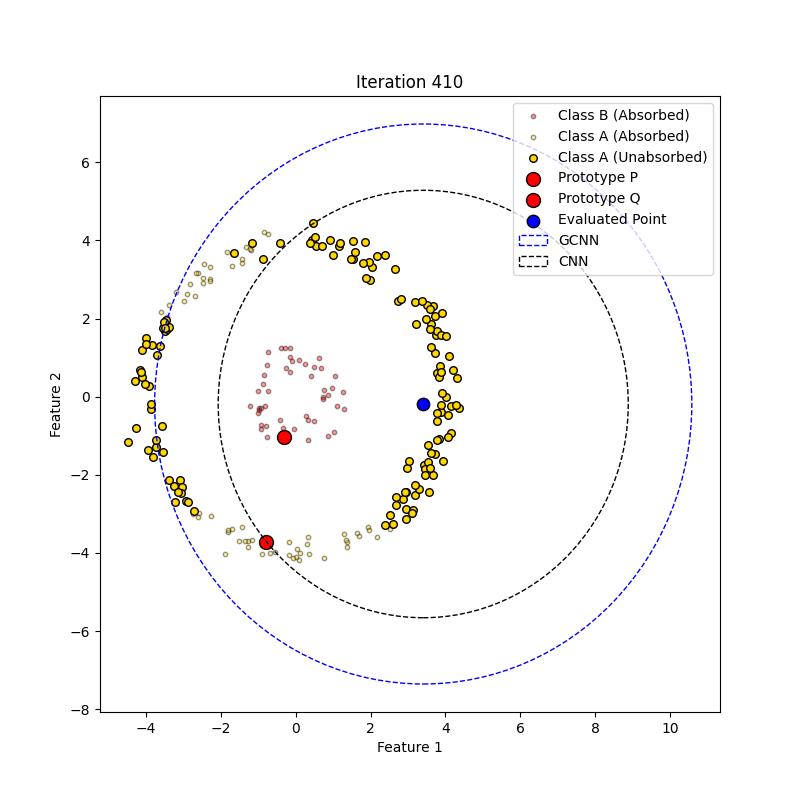 Iteration 410
Class B (Absorbed)
Class A (Absorbed)
Class A (Unabsorbed)
Prototype P
Prototype Q
Evaluated Point
GCNN
CNN
Feature 2
6
4
2
0
−2
−4
−6
−8
−4 −2 0 2 4 6 8 10
Feature 1